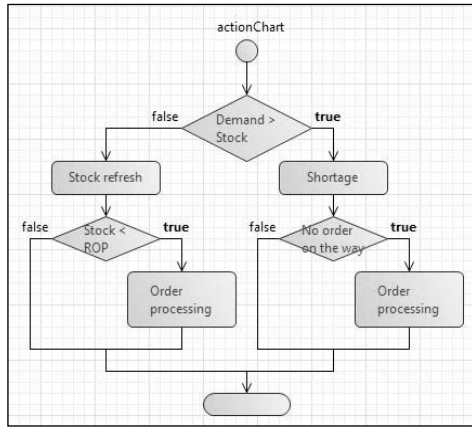 actionChart
false
Demand >
Stock
true
Stock refresh
Shortage
false
Stock <
ROP
true
false
No order
on the way
true
Order
processing
Order
processing